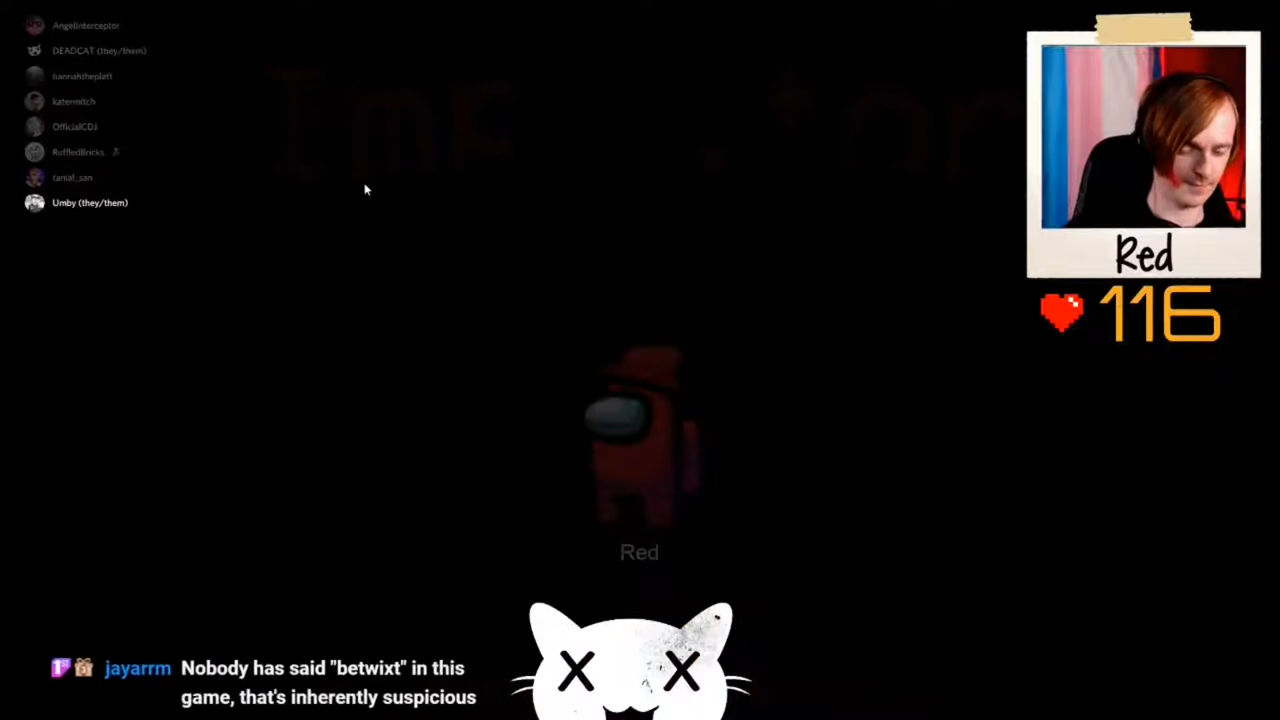 AngelInterceptor
DEADCAT (they/them)
hannahtheplatt
katermitch
OfficialCDJ
RuffledBricks
tanial_san
Umby (they/them)
Red
116
Red
jayarrm Nobody has said "betwixt" in this
game, that's inherently suspicious